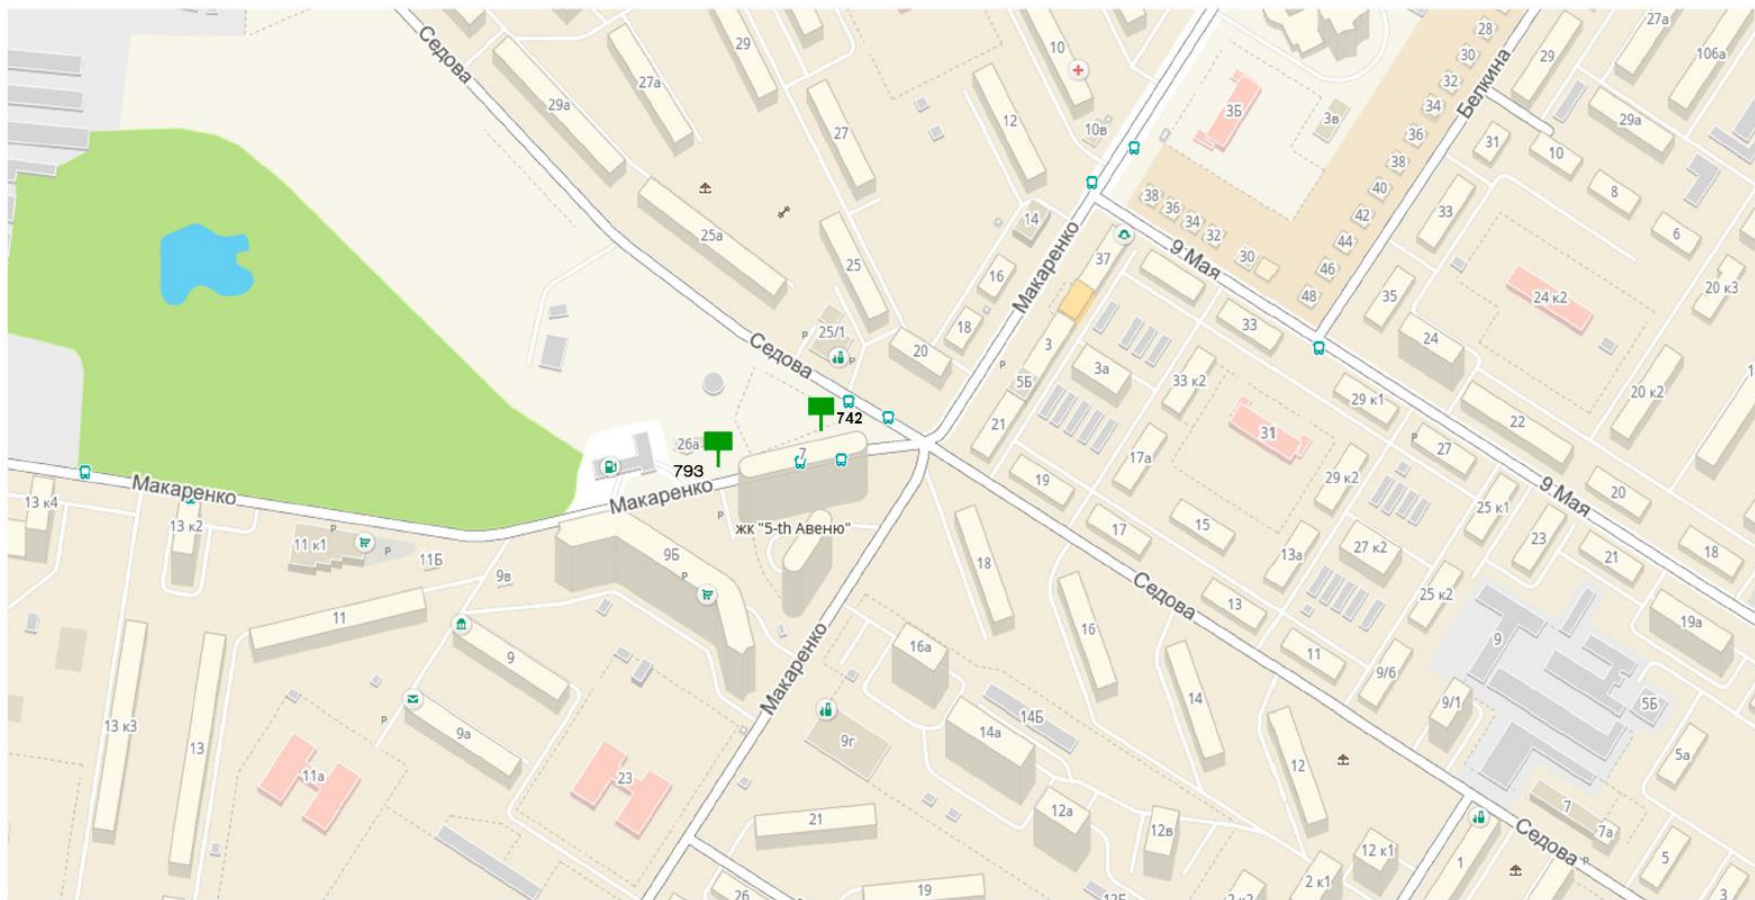 Седова
29а
27а
29
27
10
12
10в
3Б
3в
28
30
32
34
36
38
40
42
44
46
48
Белкина
29
27а
106а
29а
31
10
8
6
33
38
36
34
32
30
14
16
18
37
9 Мая
Макаренко
25а
25
25/1
20
Седова
3
3а
5Б
21
33
33 к2
35
24
24 к2
20 к3
20 к2
22
29 к1
27
31
29 к2
17а
19
17
15
13а
27 к2
25 к1
25 к2
23
21
20
18
9 Мая
742
793
26а
7
Макаренко
Макаренко
жк "5-th Авеню"
13 к4
13 к2
11 к1
11Б
9в
9Б
11
9
9а
13 к3
13
11а
23
Макаренко
18
16
16а
14а
14Б
9г
14
12
Седова
13
11
9/6
9/1
9
19а
5Б
5а
7
7а
5
3
1
Седова
21
19
26
12а
12в
12 к1
2 к1